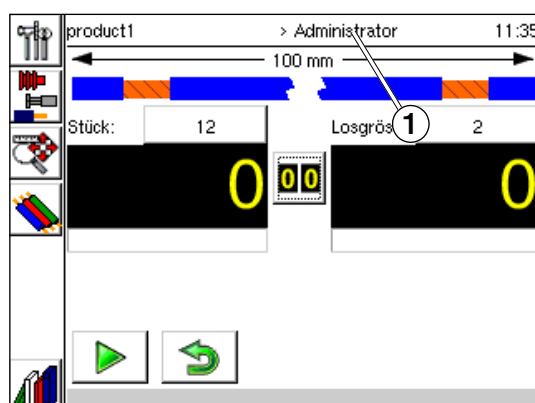 product1 > Administrator 11:35
100 mm
Stück: 12 Losgrös 2
1
0 00 0